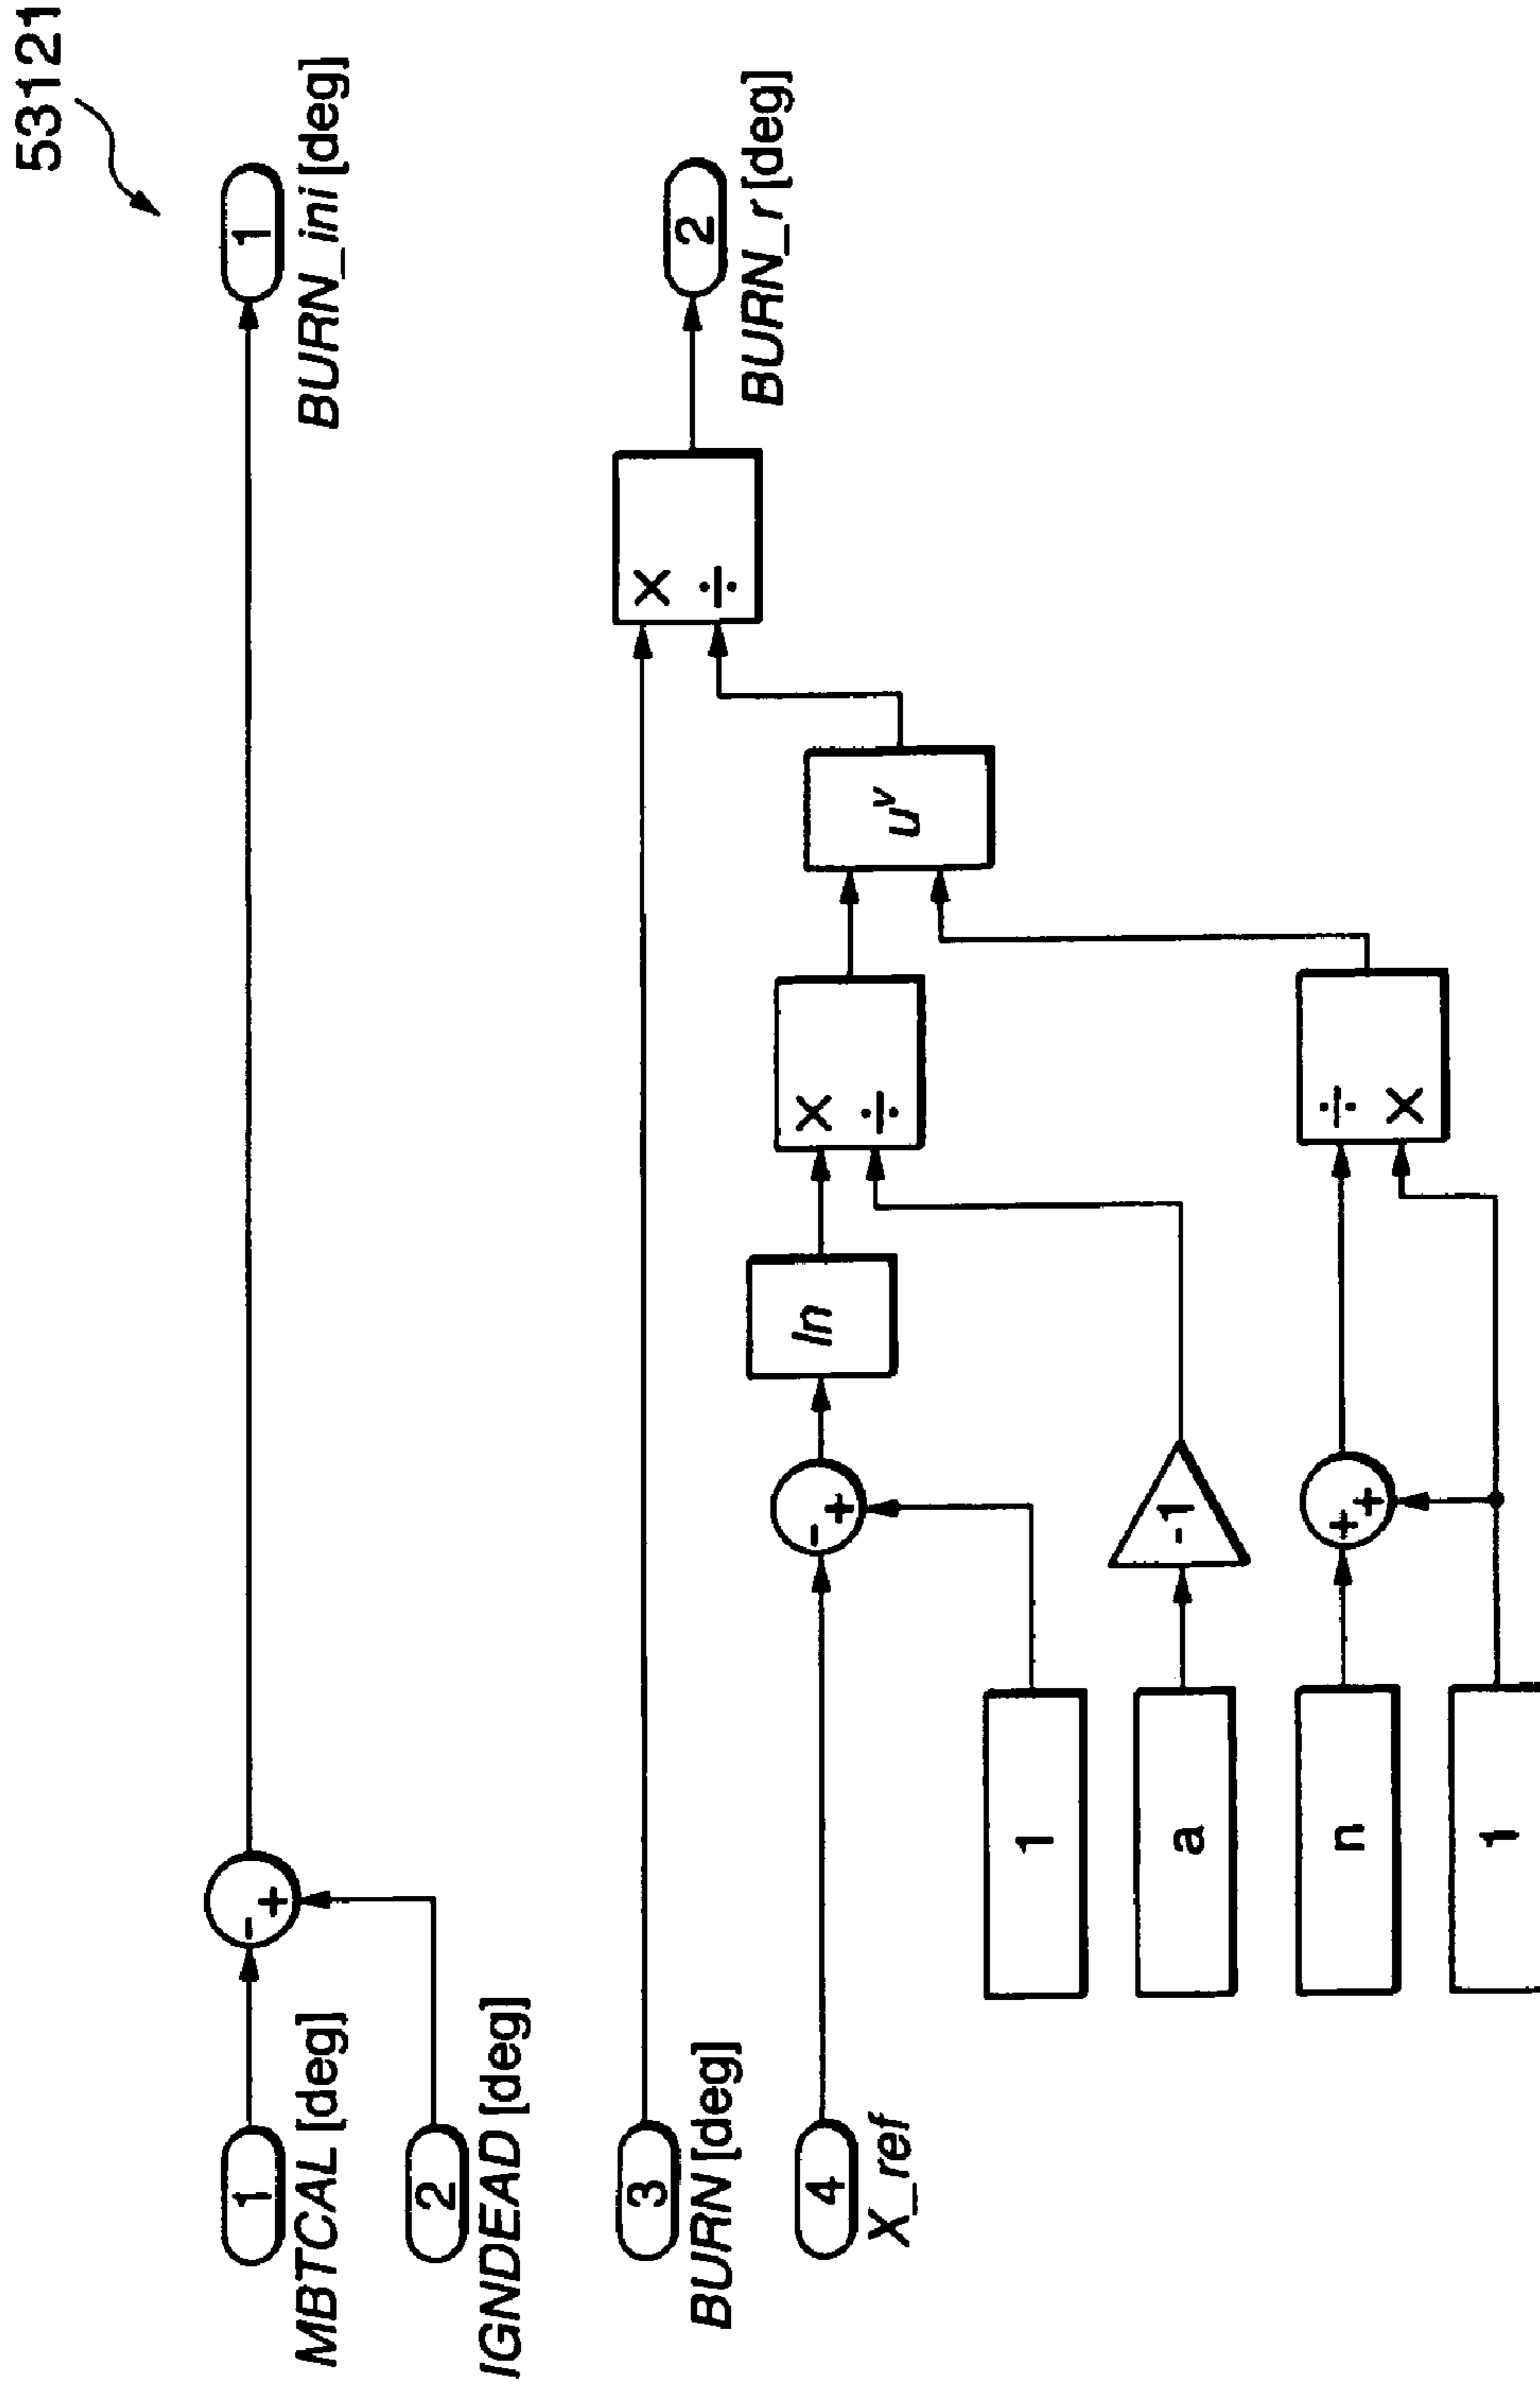 53121
1
MBTCAL [deg]
-
+
1
BURN_ini [deg]
2
IGNDEAD [deg]
3
BURN [deg]
x
÷
2
BURN_r [deg]
4
X_ref
-
+
ln
x
÷
u^v
1
a
-1
n
+
+
÷
x
1